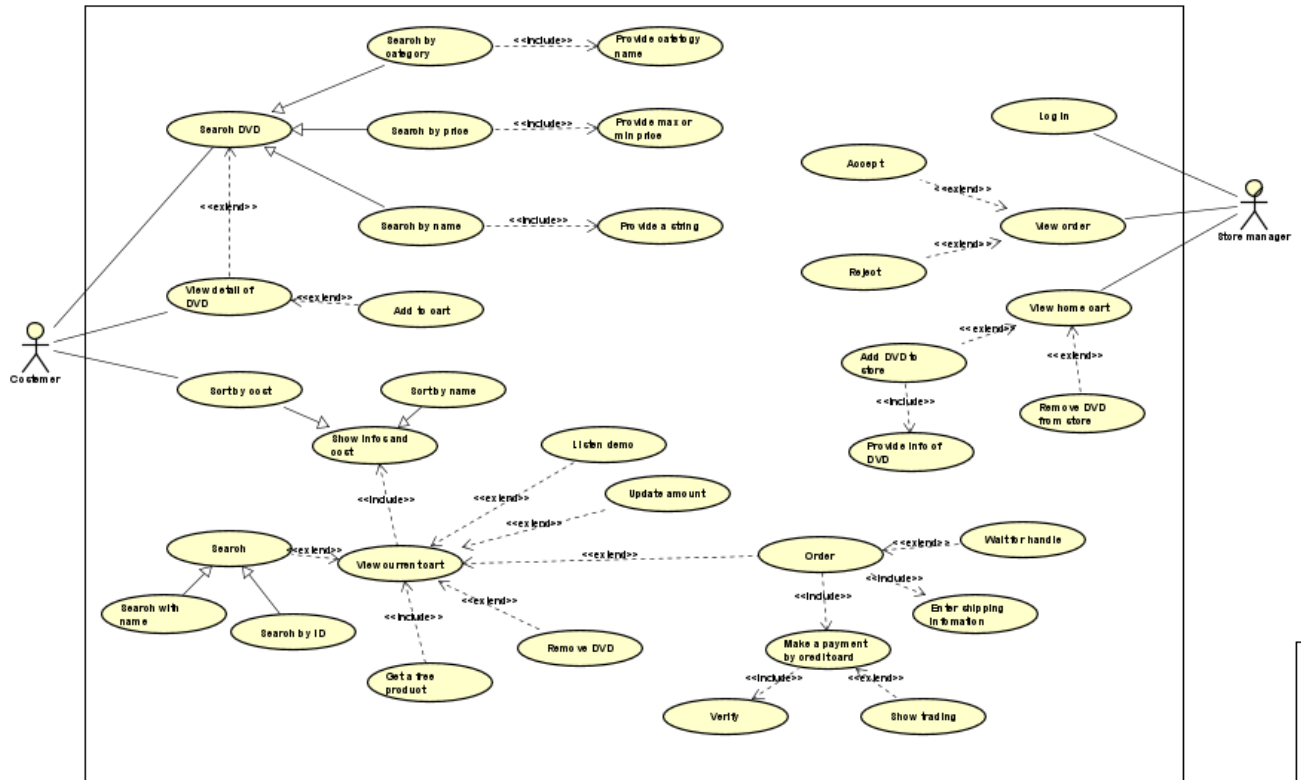 Search by
category
<<include>>
Provide catetogy
name
Search DVD
Search by price
<<include>>
Provide max or
min price
Log in
Accept
<<extend>>
<<extend>>
Search by name
<<include>>
Provide a string
View order
Store manager
<<extend>>
Reject
View detail of
DVD
<<extend>>
Add to cart
View home cart
<<extend>>
Costemer
Add DVD to
store
<<extend>>
Sort by cost
Sort by name
<<include>>
Remove DVD
from store
Show infos and
cost
Listen demo
Provide info of
DVD
<<include>>
<<extend>>
Update amount
<<extend>>
Search
<<extend>>
View current cart
<<extend>>
Order
<<extend>>
Wait for handle
<<include>>
<<include>>
Search with
name
Search by ID
<<include>>
<<extend>>
Enter shipping
infomation
Remove DVD
Make a payment
by credit card
Get a free
product
<<include>>
<<extend>>
Verify
Show trading